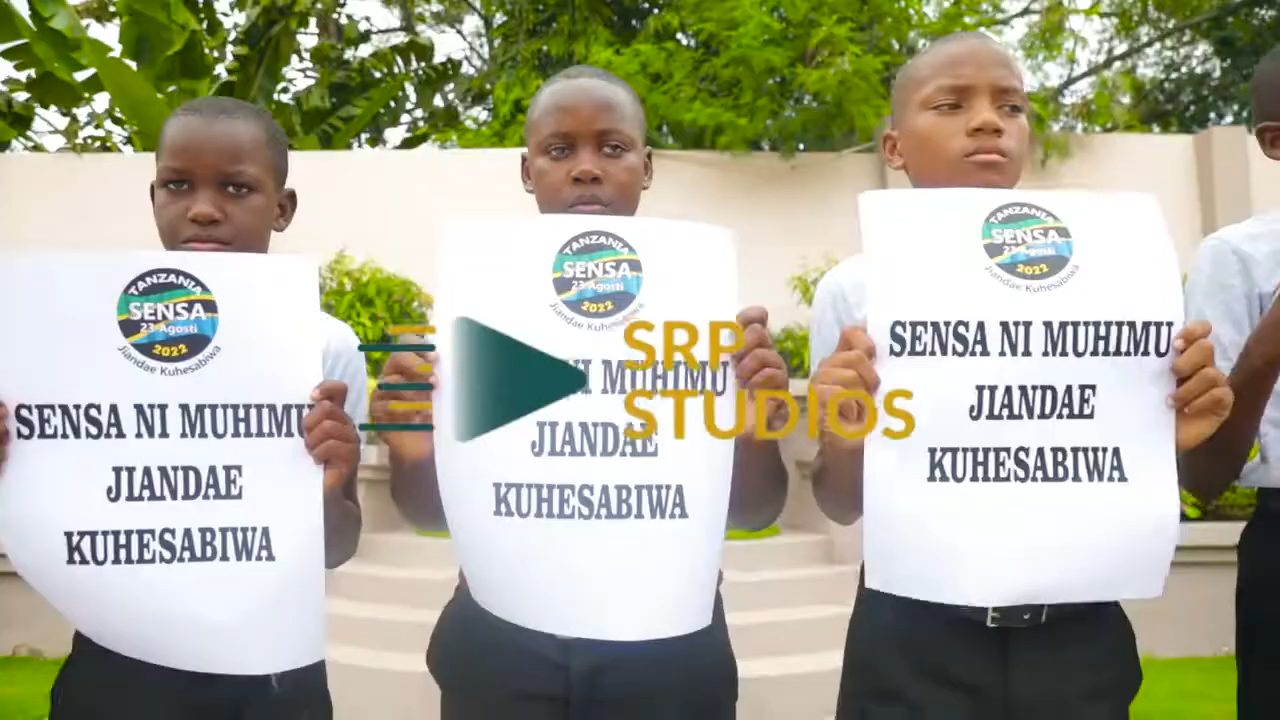 TANZANIA
SENSA
23 Agosti
2022
Jiandae Kuhesabiwa
SENSA NI MUHIMU
JIANDAE
KUHESABIWA
TANZANIA
SENSA
23 Agosti
2022
Jiandae Kuhesabiwa
NI MUHIMU
JIANDAE
KUHESABIWA
SRP
STUDIOS
TANZANIA
SENSA
23 Agosti
2022
Jiandae Kuhesabiwa
SENSA NI MUHIMU
JIANDAE
KUHESABIWA